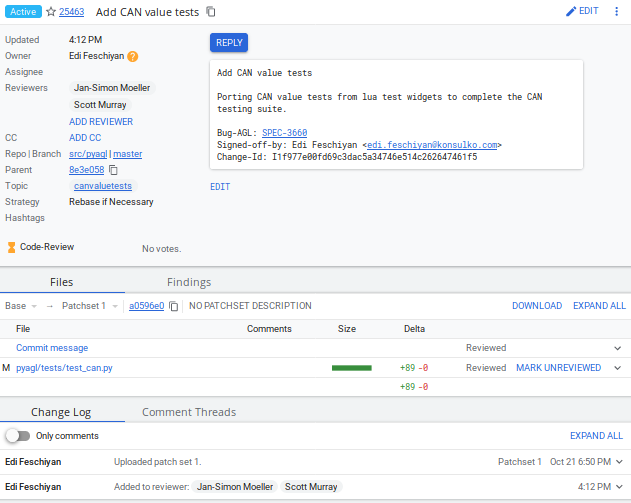 Active 25463 Add CAN value tests EDIT
Updated 4:12 PM
Owner Edi Feschiyan ?
Assignee
Reviewers Jan-Simon Moeller
Scott Murray
ADD REVIEWER
CC ADD CC
Repo | Branch src/pyagl | master
Parent 8e3e058
Topic canvaluetests
Strategy Rebase if Necessary
Hashtags
Code-Review No votes.
REPLY
Add CAN value tests
Porting CAN value tests from lua test widgets to complete the CAN
testing suite.
Bug-AGL: SPEC-3660
Signed-off-by: Edi Feschiyan <edi.feschiyan@konsulko.com>
Change-Id: I1f977e00fd69c3dac5a34746e514c262647461f5
EDIT
Files Findings
Base → Patchset 1 a0596e0 NO PATCHSET DESCRIPTION DOWNLOAD EXPAND ALL
File Comments Size Delta
Commit message Reviewed
M pyagl/tests/test_can.py +89 -0 Reviewed MARK UNREVIEWED
+89 -0
Change Log Comment Threads
Only comments EXPAND ALL
Edi Feschiyan Uploaded patch set 1. Patchset 1 Oct 21 6:50 PM
Edi Feschiyan Added to reviewer: Jan-Simon Moeller Scott Murray 4:12 PM